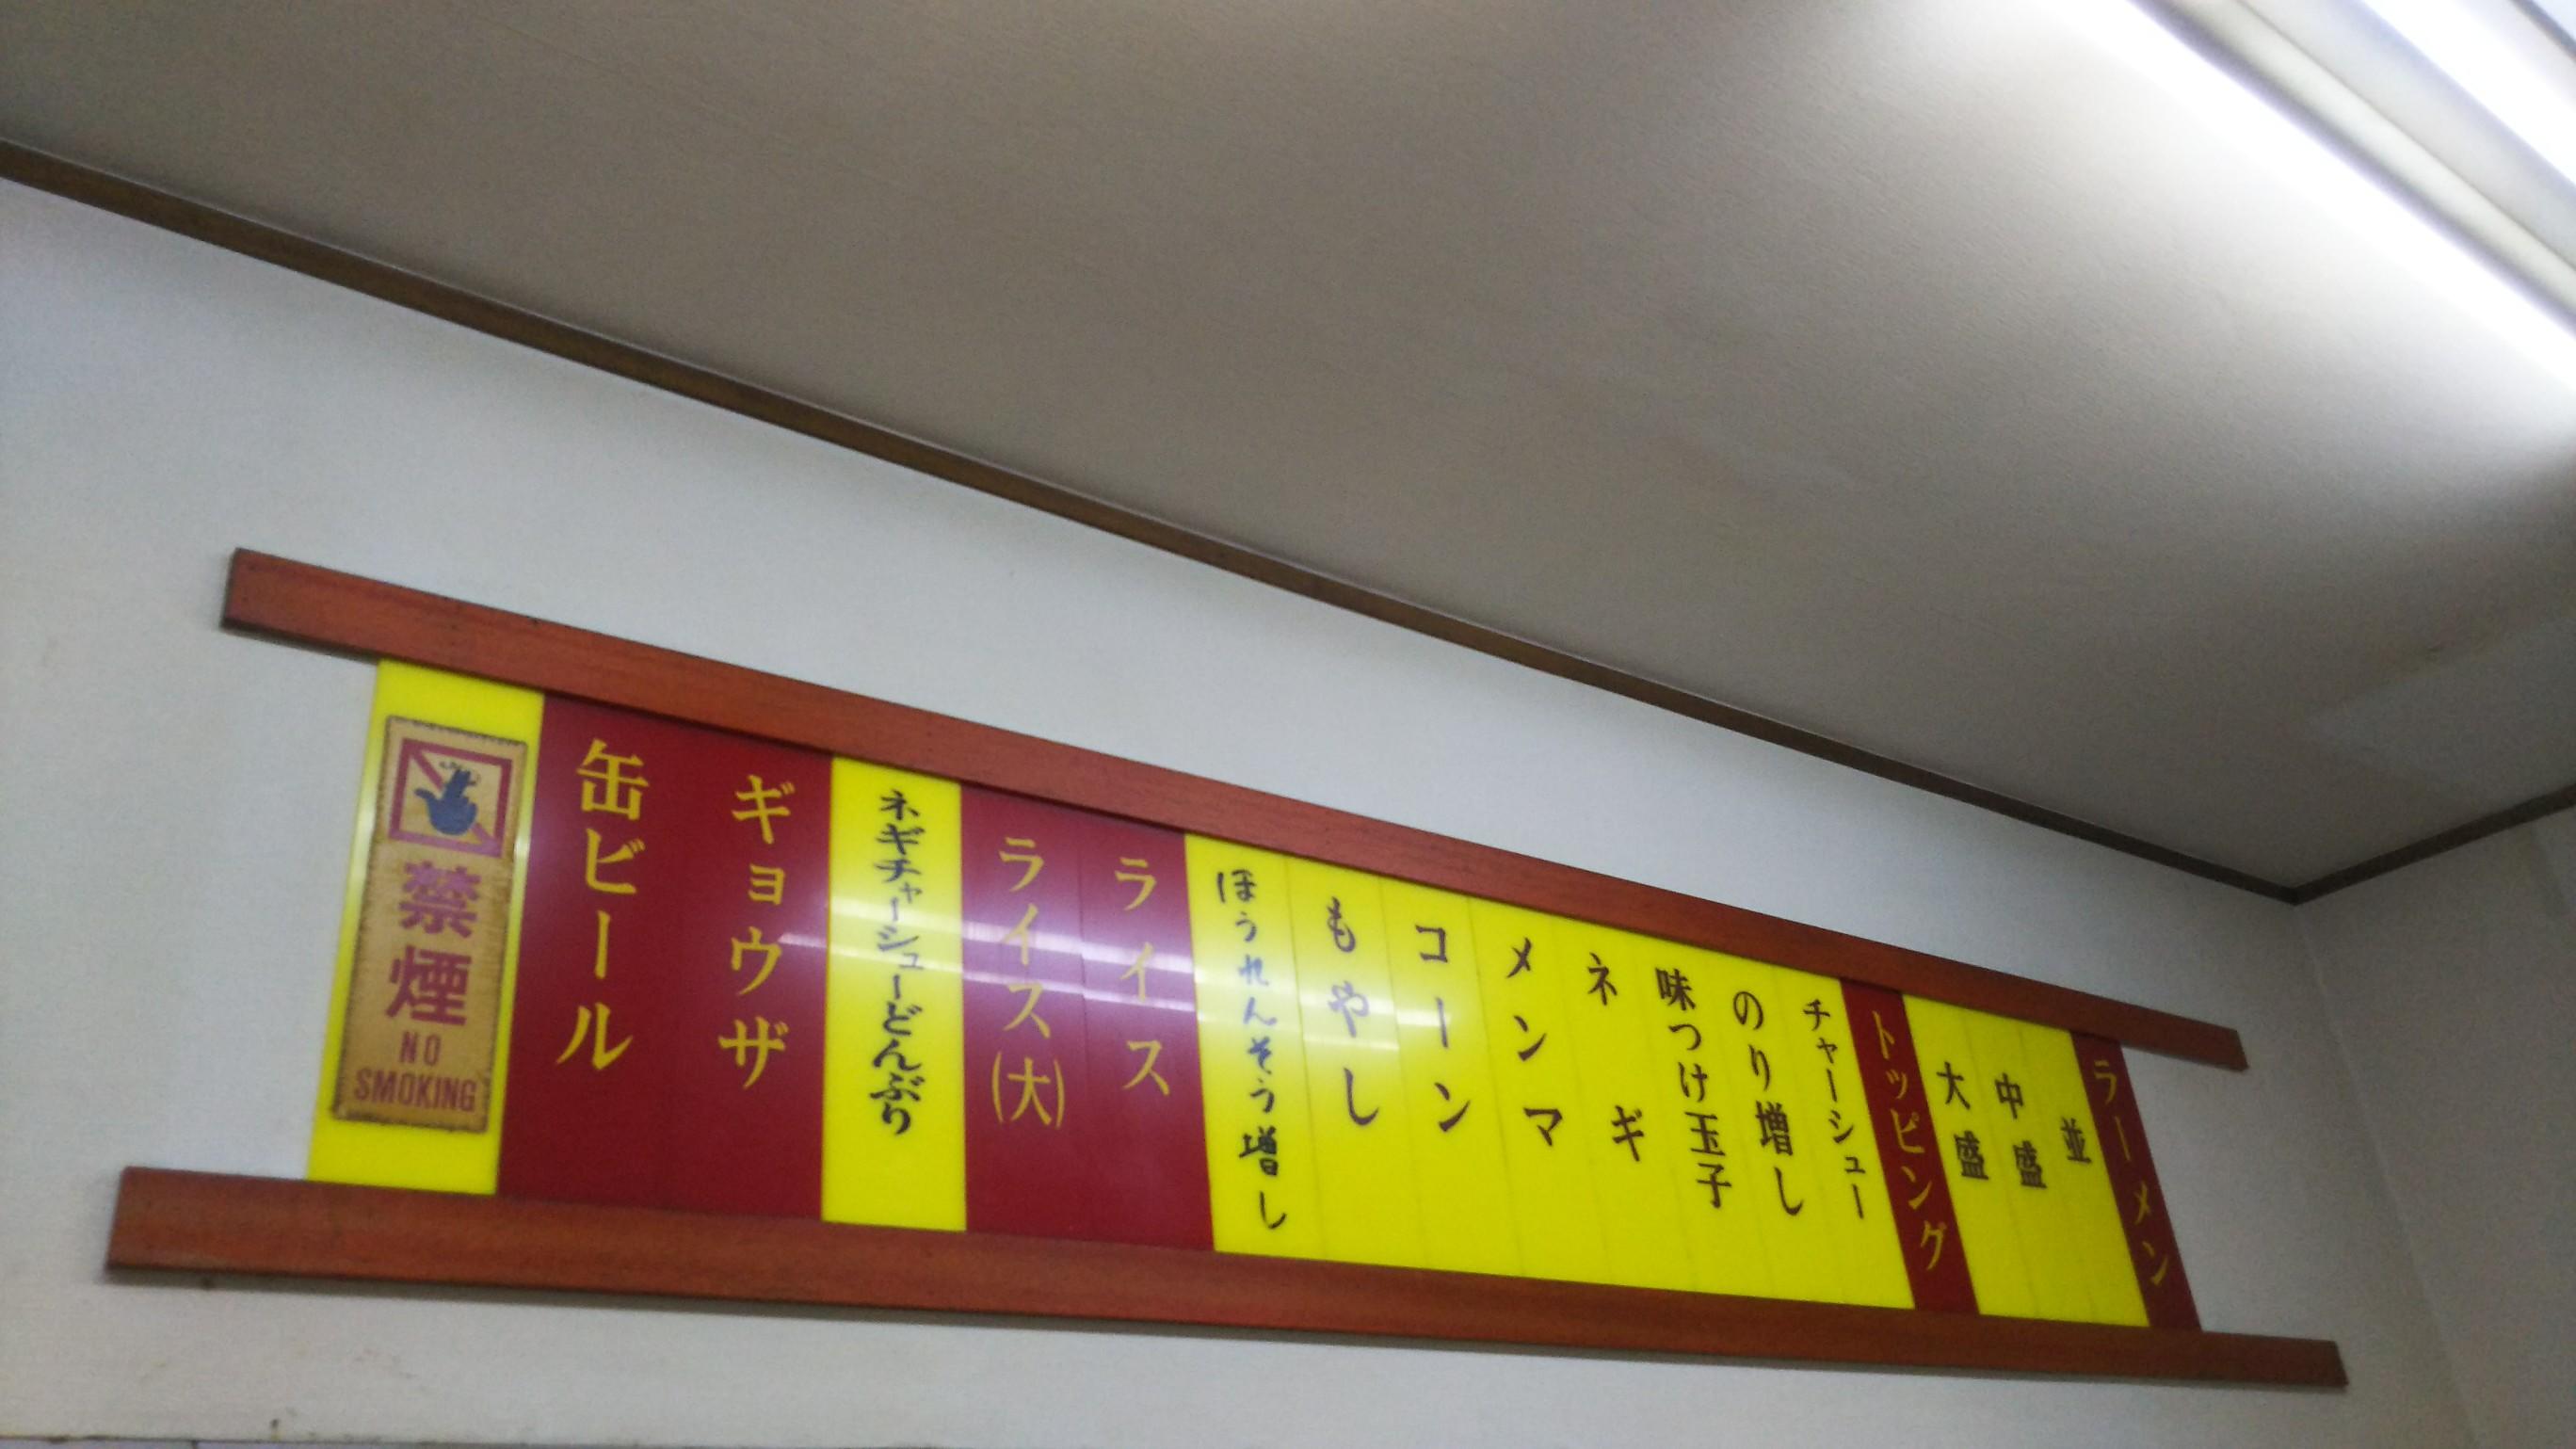 ラーメン
並
中盛
大盛
トッピング
チャーシュー
のり増し
味つけ玉子
ネギ
メンマ
コーン
もやし
ほうれんそう増し
ライス
ライス(大)
ネギチャーシューどんぶり
ギョウザ
缶ビール
禁煙
NO
SMOKING